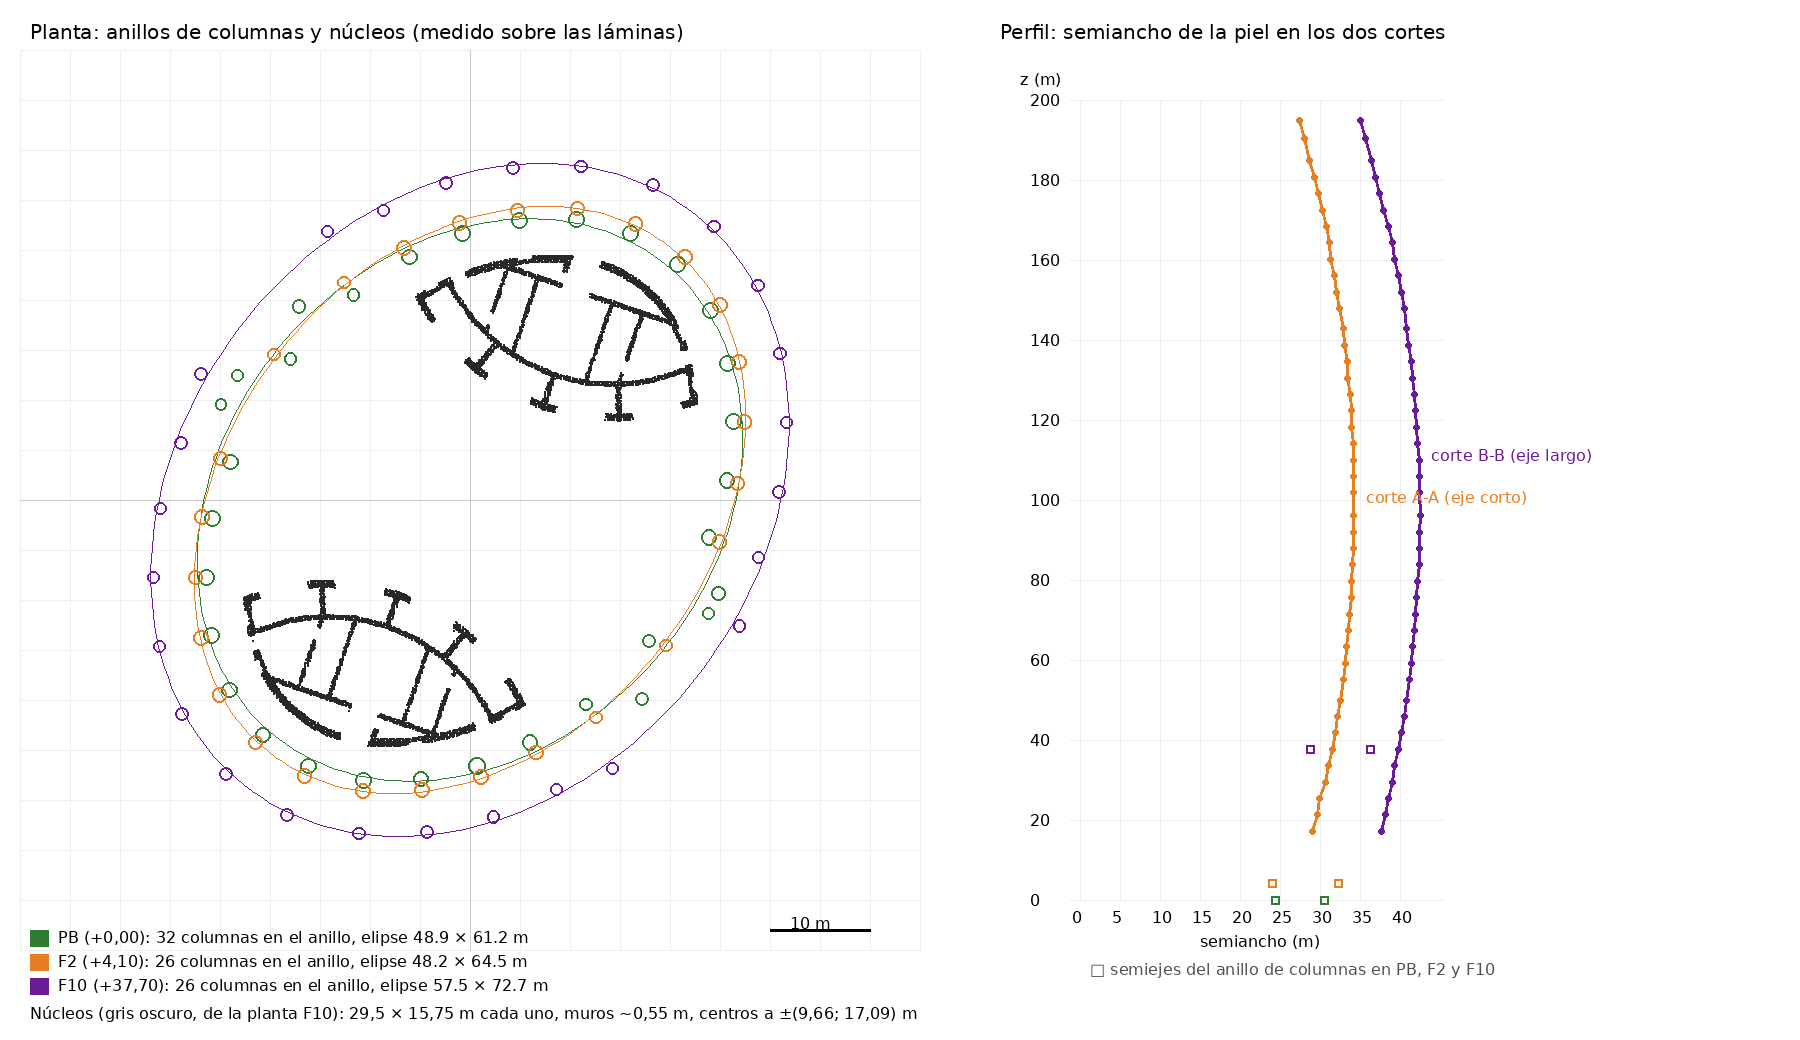 Planta: anillos de columnas y núcleos (medido sobre las láminas)
10 m
PB (+0,00): 32 columnas en el anillo, elipse 48.9 × 61.2 m
F2 (+4,10): 26 columnas en el anillo, elipse 48.2 × 64.5 m
F10 (+37,70): 26 columnas en el anillo, elipse 57.5 × 72.7 m
Núcleos (gris oscuro, de la planta F10): 29,5 × 15,75 m cada uno, muros ~0,55 m, centros a ±(9,66; 17,09) m
Perfil: semiancho de la piel en los dos cortes
z (m)
200
180
160
140
120
corte B-B (eje largo)
100
corte A-A (eje corto)
80
60
40
20
0
0 5 10 15 20 25 30 35 40
semiancho (m)
□ semiejes del anillo de columnas en PB, F2 y F10